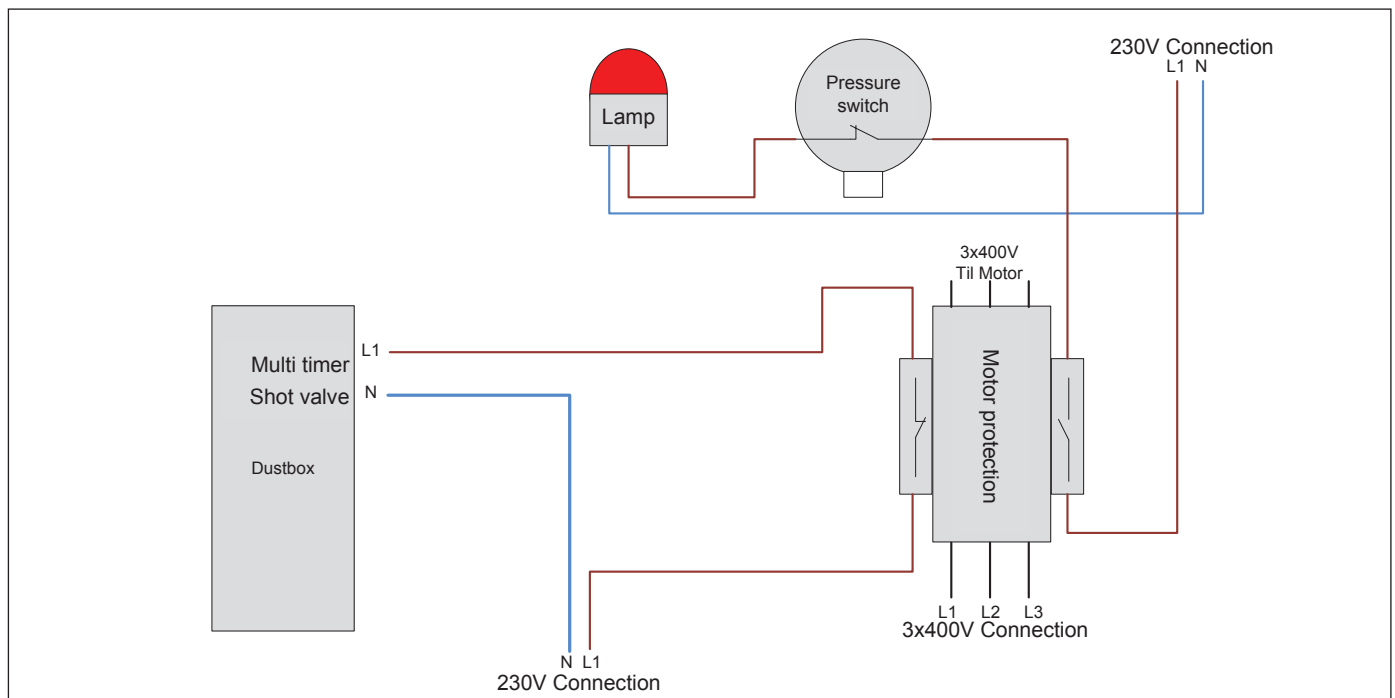 230V Connection
L1 N
Pressure
switch
Lamp
3x400V
Til Motor
Multi timer L1
Shot valve N
Dustbox
Motor protection
L1 L2 L3
3x400V Connection
N L1
230V Connection